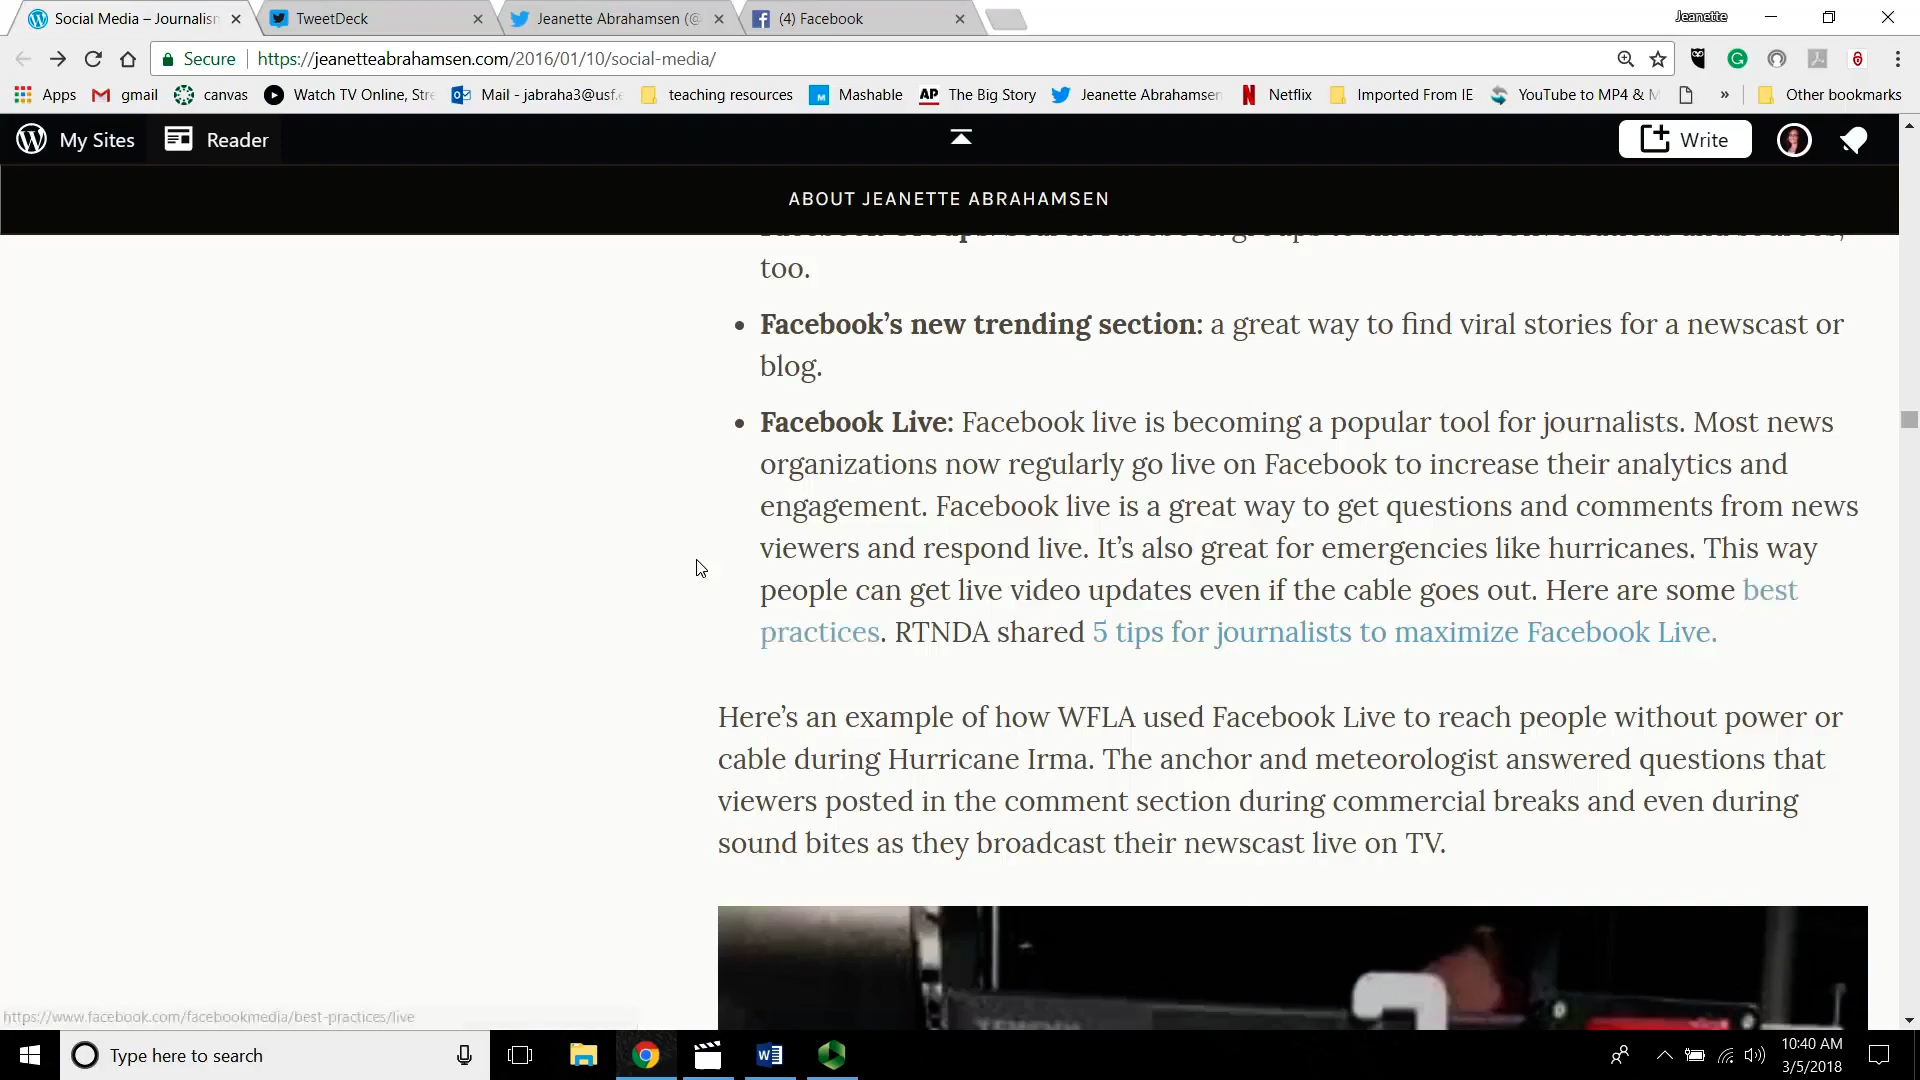 Social Media – Journalisn
TweetDeck
Jeanette Abrahamsen (@
(4) Facebook
Jeanette
Secure
https://jeanetteabrahamsen.com/2016/01/10/social-media/
Apps
gmail
canvas
Watch TV Online, Stre
Mail - jabraha3@usf.e
teaching resources
Mashable
AP The Big Story
Jeanette Abrahamsen
Netflix
Imported From IE
YouTube to MP4 & M
»
Other bookmarks
My Sites
Reader
Write
ABOUT JEANETTE ABRAHAMSEN
too.
• Facebook’s new trending section: a great way to find viral stories for a newscast or
blog.
• Facebook Live: Facebook live is becoming a popular tool for journalists. Most news
organizations now regularly go live on Facebook to increase their analytics and
engagement. Facebook live is a great way to get questions and comments from news
viewers and respond live. It’s also great for emergencies like hurricanes. This way
people can get live video updates even if the cable goes out. Here are some best
practices. RTNDA shared 5 tips for journalists to maximize Facebook Live.
Here’s an example of how WFLA used Facebook Live to reach people without power or
cable during Hurricane Irma. The anchor and meteorologist answered questions that
viewers posted in the comment section during commercial breaks and even during
sound bites as they broadcast their newscast live on TV.
https://www.facebook.com/facebookmedia/best-practices/live
Type here to search
10:40 AM
3/5/2018